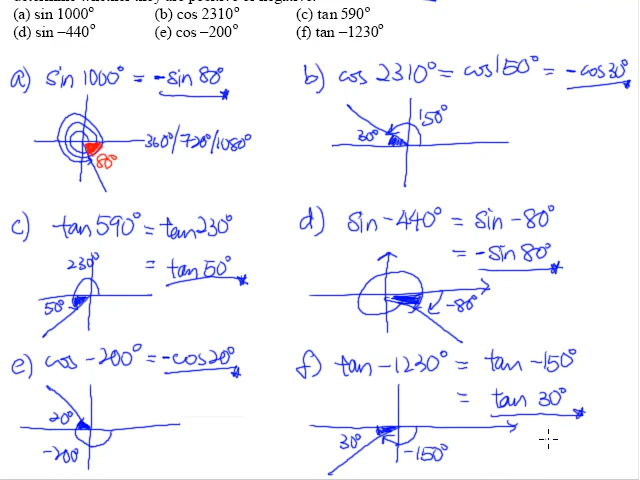 (a) sin 1000° (b) cos 2310° (c) tan 590°
(d) sin –440° (e) cos –200° (f) tan –1230°
a) sin 1000° = -sin 80°
360°/720°/1080°
80°
b) cos 2310° = cos 150° = -cos 30°
150°
30°
c) tan 590° = tan 230°
= tan 50°
230°
50°
d) sin -440° = sin -80°
= -sin 80°
-80°
e) cos -200° = -cos 20°
20°
-200°
f) tan -1230° = tan -150°
= tan 30°
30°
-150°